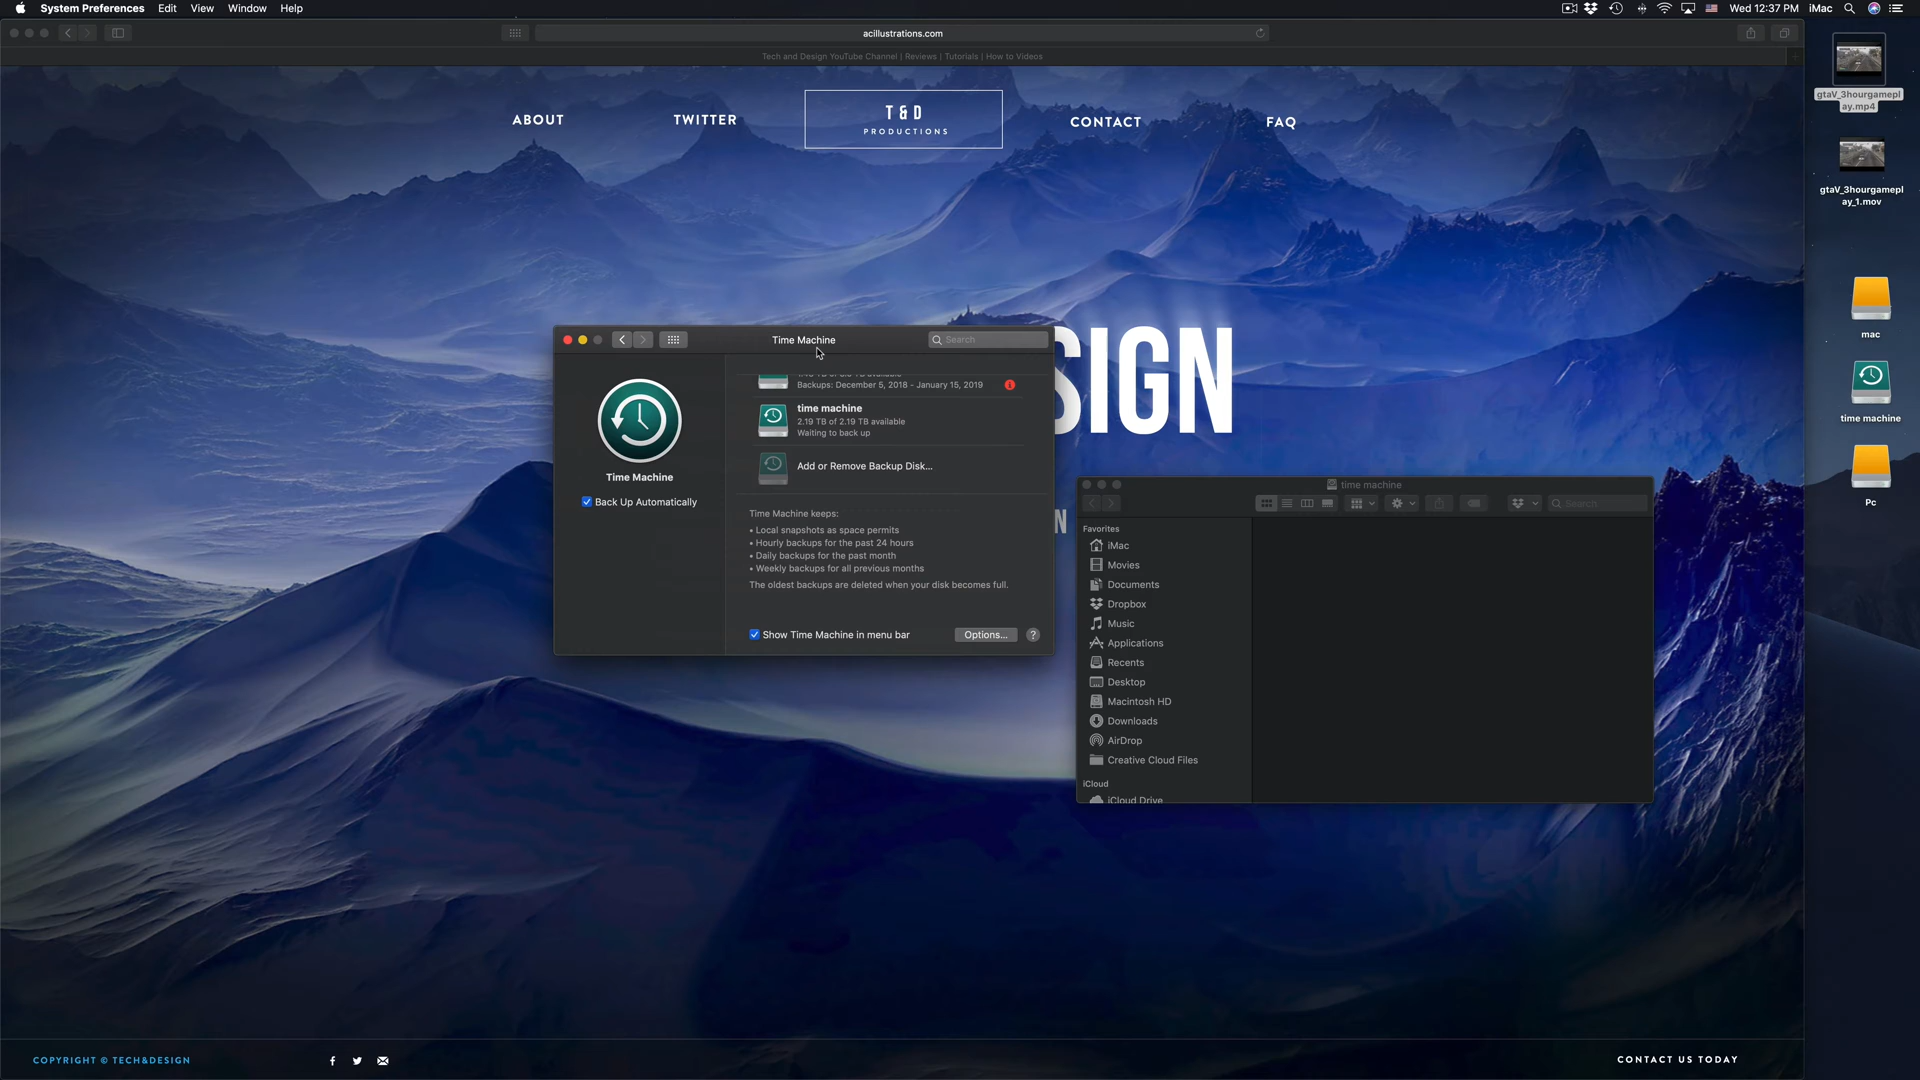 System Preferences Edit View Window Help
Wed 12:37 PM iMac
acillustrations.com
Tech and Design YouTube Channel | Reviews | Tutorials | How to Videos
ABOUT
TWITTER
T & D
PRODUCTIONS
CONTACT
FAQ
SIGN
N
gtaV_3hourgamepl
ay.mp4
gtaV_3hourgamepl
ay_1.mov
mac
time machine
Pc
Time Machine
Search
Time Machine
Back Up Automatically
Backups: December 5, 2018 - January 15, 2019
time machine
2.19 TB of 2.19 TB available
Waiting to back up
Add or Remove Backup Disk...
Time Machine keeps:
• Local snapshots as space permits
• Hourly backups for the past 24 hours
• Daily backups for the past month
• Weekly backups for all previous months
The oldest backups are deleted when your disk becomes full.
Show Time Machine in menu bar
Options...
?
time machine
Search
Favorites
iMac
Movies
Documents
Dropbox
Music
Applications
Recents
Desktop
Macintosh HD
Downloads
AirDrop
Creative Cloud Files
iCloud
iCloud Drive
COPYRIGHT © TECH&DESIGN
CONTACT US TODAY